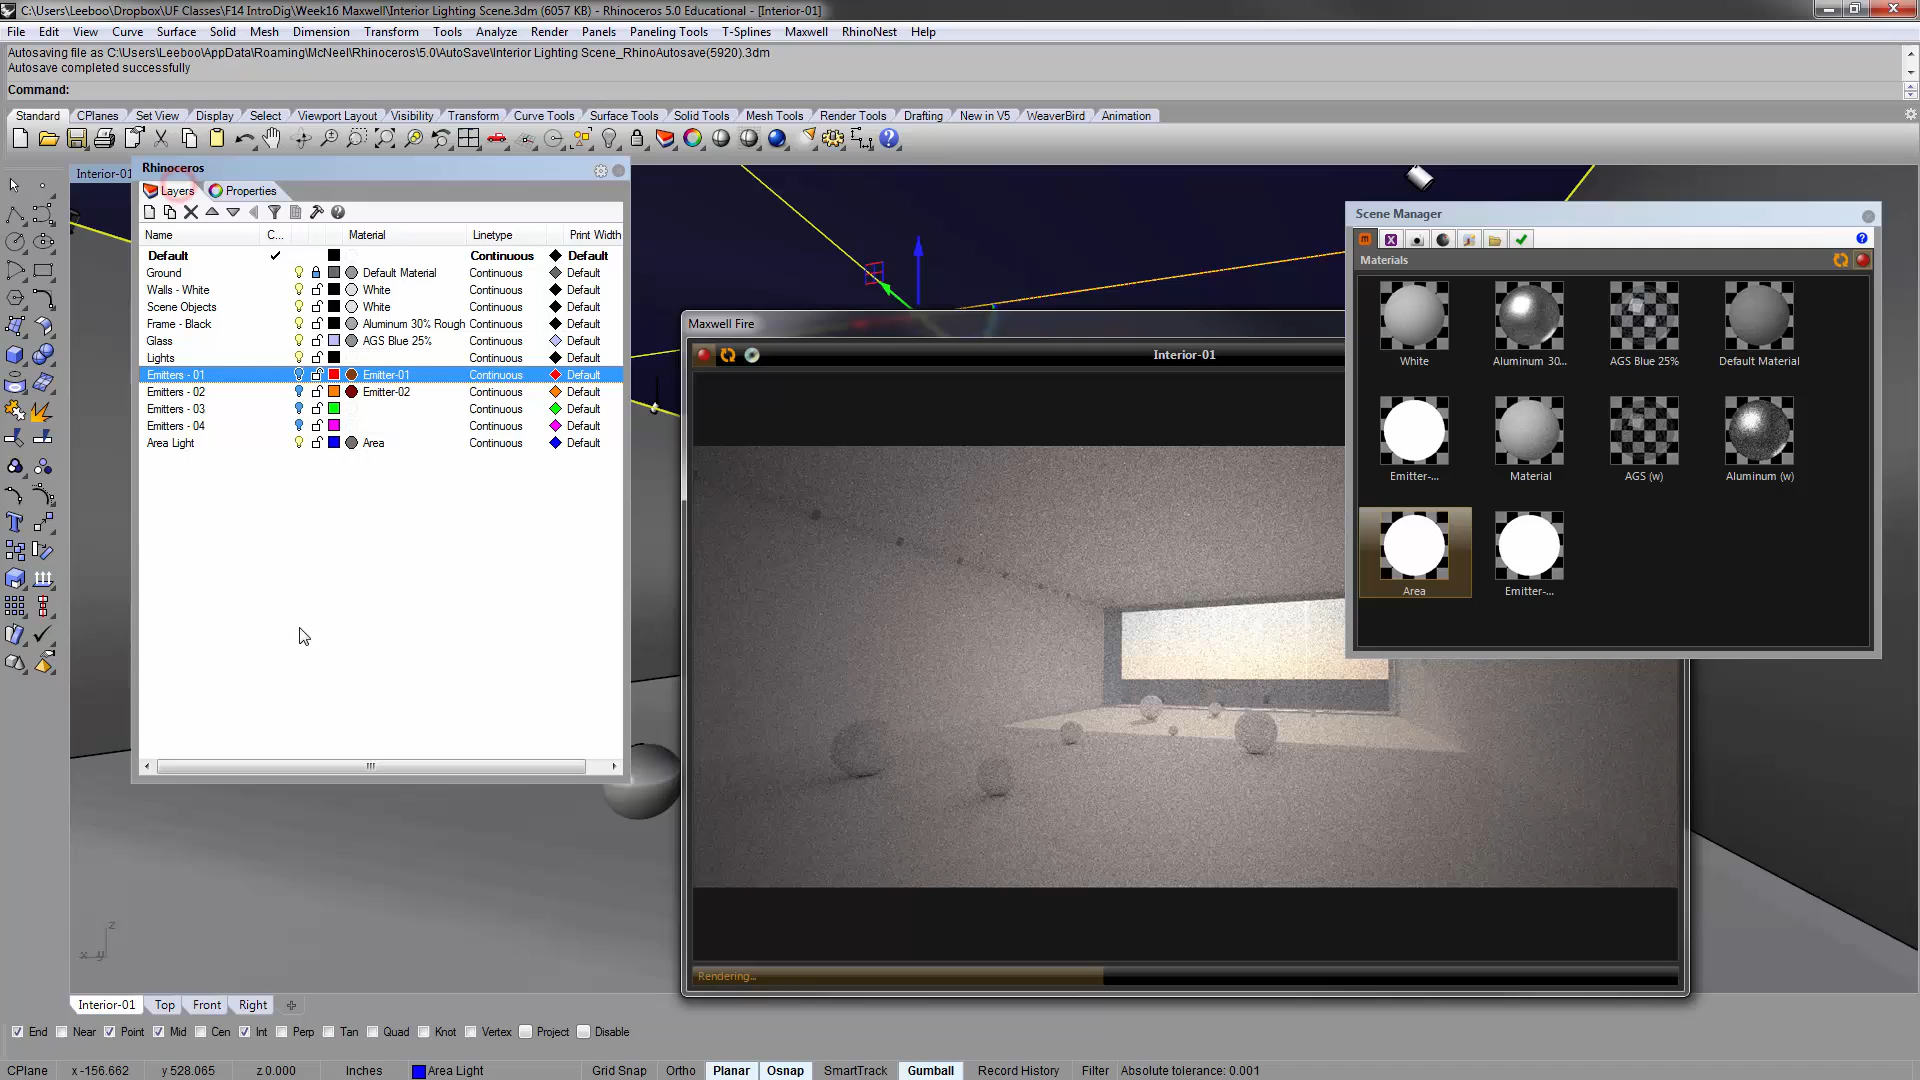 C:\Users\Leeboo\Dropbox\UF Classes\F14 IntroDig\Week16 Maxwell\Interior Lighting Scene.3dm (6057 KB) - Rhinoceros 5.0 Educational - [Interior-01]
File Edit View Curve Surface Solid Mesh Dimension Transform Tools Analyze Render Panels Paneling Tools T-Splines Maxwell RhinoNest Help
Autosaving file as C:\Users\Leeboo\AppData\Roaming\McNeel\Rhinoceros\5.0\AutoSave\Interior Lighting Scene_RhinoAutosave(5920).3dm
Autosave completed successfully
Command:
Standard CPlanes Set View Display Select Viewport Layout Visibility Transform Curve Tools Surface Tools Solid Tools Mesh Tools Render Tools Drafting New in V5 WeaverBird Animation
Interior-01
Rhinoceros
Layers Properties
Name C... Material Linetype Print Width
Default Continuous Default
Ground Default Material Continuous Default
Walls - White White Continuous Default
Scene Objects White Continuous Default
Frame - Black Aluminum 30% Rough Continuous Default
Glass AGS Blue 25% Continuous Default
Lights Continuous Default
Emitters - 01 Emitter-01 Continuous Default
Emitters - 02 Emitter-02 Continuous Default
Emitters - 03 Continuous Default
Emitters - 04 Continuous Default
Area Light Area Continuous Default
Maxwell Fire
Interior-01
Rendering...
Scene Manager
Materials
White Aluminum 30... AGS Blue 25% Default Material
Emitter-... Material AGS (w) Aluminum (w)
Area Emitter-...
z
x y
Interior-01 Top Front Right
End Near Point Mid Cen Int Perp Tan Quad Knot Vertex Project Disable
CPlane x -156.662 y 528.065 z 0.000 Inches Area Light Grid Snap Ortho Planar Osnap SmartTrack Gumball Record History Filter Absolute tolerance: 0.001